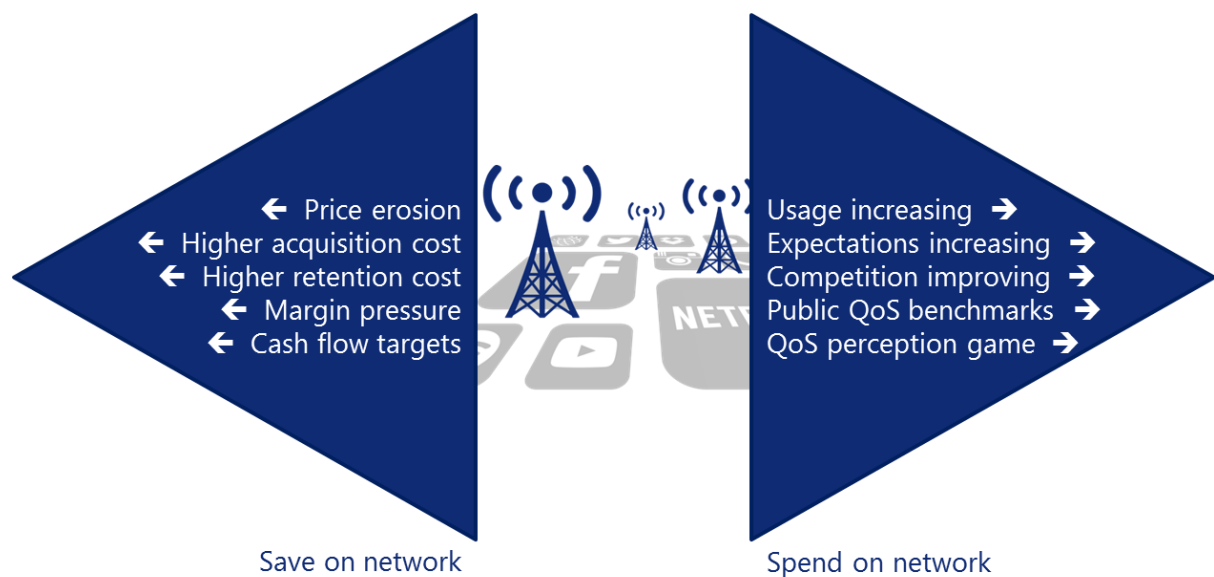 ← Price erosion
← Higher acquisition cost
← Higher retention cost
← Margin pressure
← Cash flow targets
Usage increasing →
Expectations increasing →
Competition improving →
Public QoS benchmarks →
QoS perception game →
NETF
Save on network
Spend on network